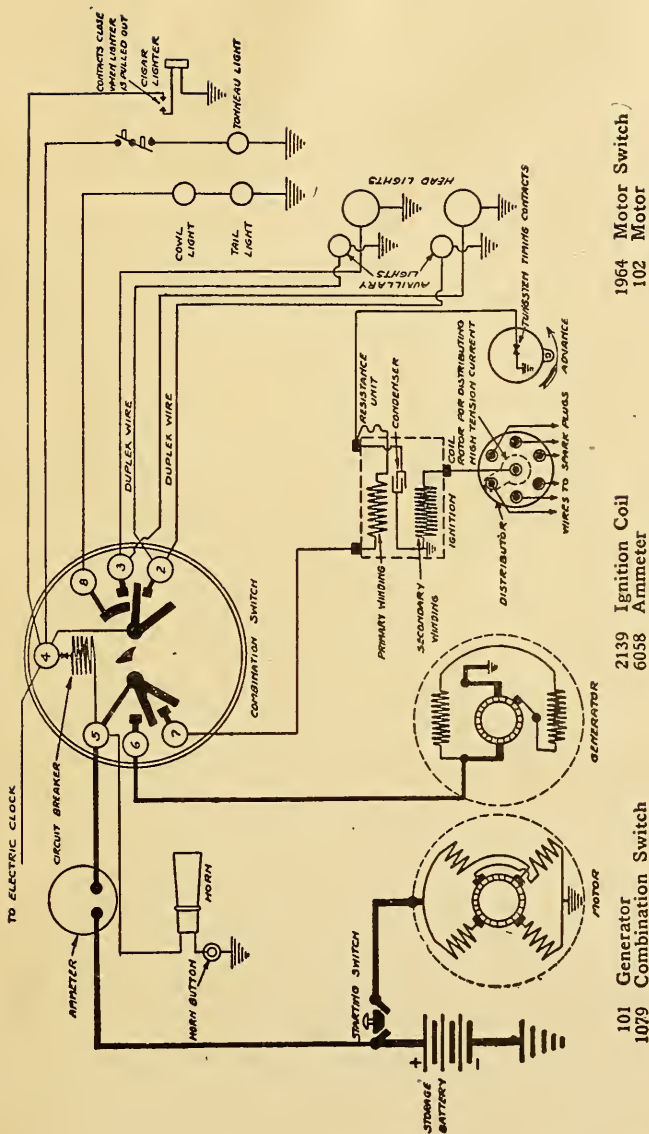 TO ELECTRIC CLOCK
AMMETER
CIRCUIT BREAKER
4
5
6
7
8
3
2
COMBINATION SWITCH
DUPLEX WIRE
DUPLEX WIRE
CONTACTS CLOSE
WHEN LIGHTER
IS PULLED OUT
CIGAR
LIGHTER
TONNEAU LIGHT
COWL
LIGHT
TAIL
LIGHT
HEAD LIGHTS
AUXILIARY
LIGHTS
HORN
HORN BUTTON
STARTING SWITCH
+
-
STORAGE
BATTERY
MOTOR
GENERATOR
PRIMARY WINDING
SECONDARY
WINDING
IGNITION
COIL
RESISTANCE
UNIT
CONDENSER
ROTOR FOR DISTRIBUTING
HIGH TENSION CURRENT
DISTRIBUTOR
WIRES TO SPARK PLUGS
TUNGSTEN TIMING CONTACTS
ADVANCE
101 Generator
1079 Combination Switch
2139 Ignition Coil
6058 Ammeter
1964 Motor Switch
102 Motor